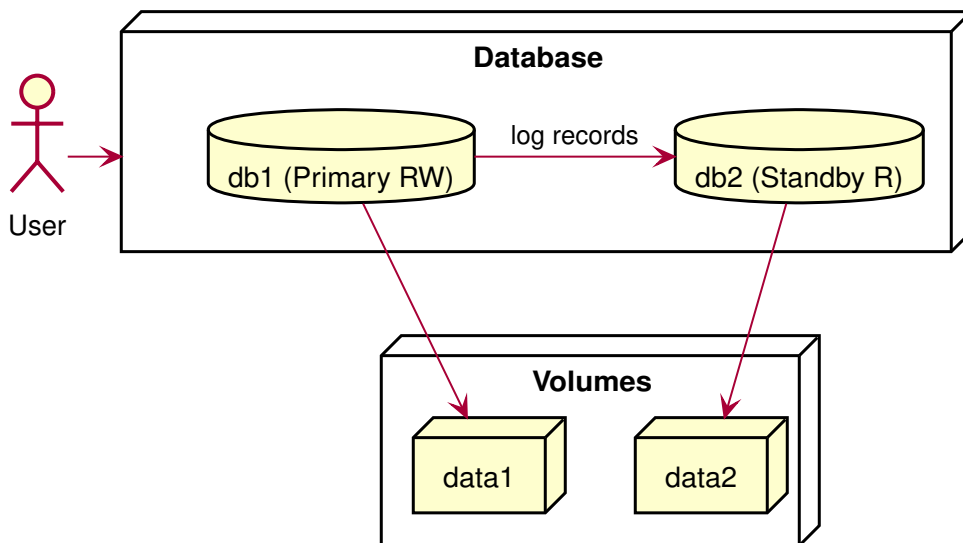 Database
log records
db1 (Primary RW)
db2 (Standby R)
User
Volumes
data1
data2